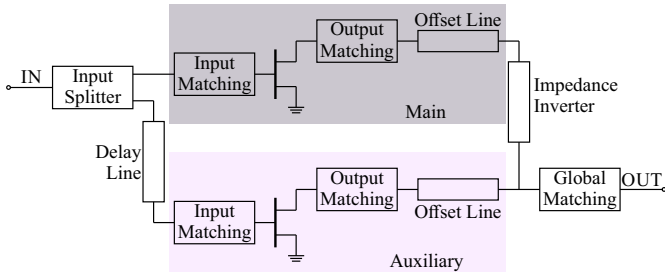 IN
Input
Splitter
Input
Matching
Output
Matching
Offset Line
Main
Impedance
Inverter
Delay
Line
Input
Matching
Output
Matching
Offset Line
Auxiliary
Global
Matching
OUT